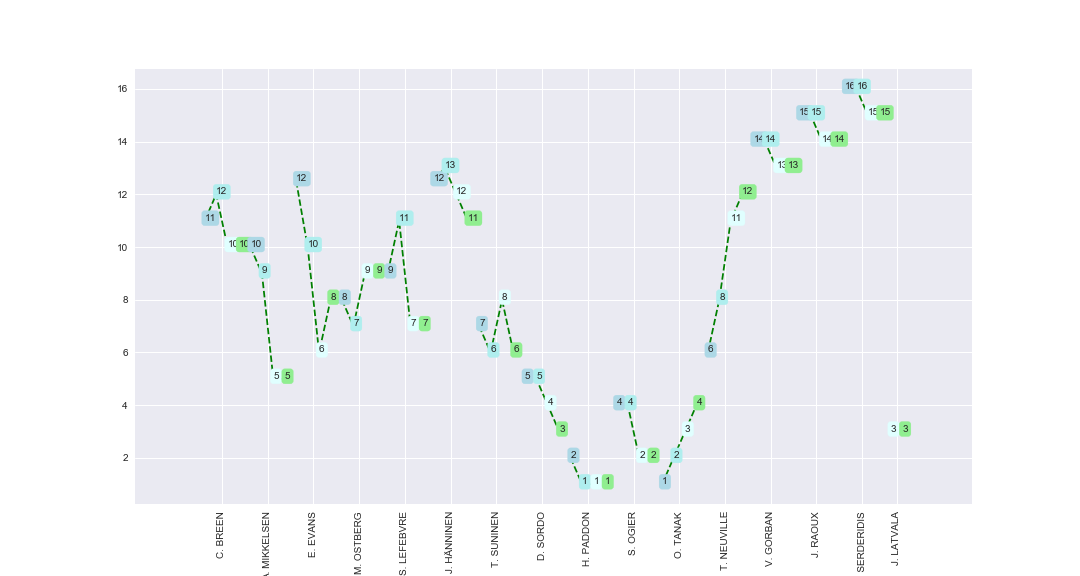 16 16 16
15 15 15 15
14 14 14 14 14
13 13 13
12 12 12 12 12 12
11 11 11 11
10 10 10 10 10
9 9 9 9
8 8 8 8 8
7 7 7 7
6 6 6 6 6
5 5 5 5
4 4 4 4 4
3 3 3 3
2 2 2 2 2
1 1 1 1
C. BREEN
MIKKELSEN
E. EVANS
M. OSTBERG
S. LEFEBVRE
J. HANNINEN
T. SUNINEN
D. SORDO
H. PADDON
S. OGIER
O. TANAK
T. NEUVILLE
V. GORBAN
J. RAOUX
SERDERIDIS
J. LATVALA